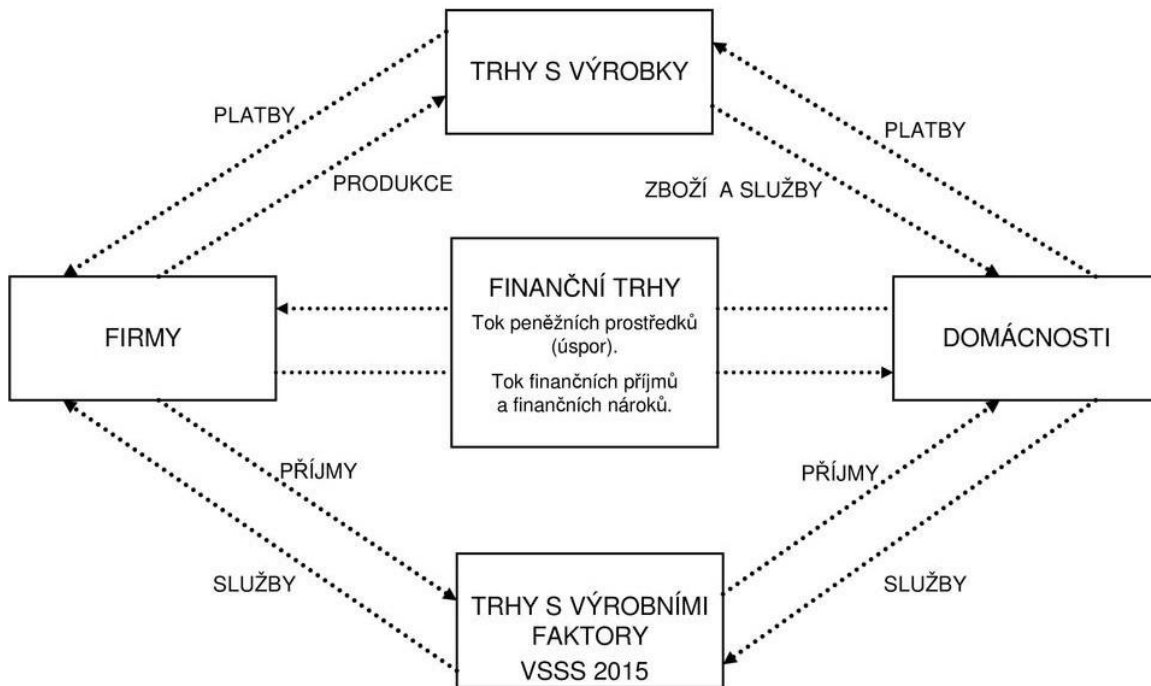 TRHY S VÝROBKY
PLATBY
PLATBY
PRODUKCE
ZBOŽÍ A SLUŽBY
FIRMY
FINANČNÍ TRHY
Tok peněžních prostředků
(úspor).
Tok finančních příjmů
a finančních nároků.
DOMÁCNOSTI
PŘÍJMY
PŘÍJMY
SLUŽBY
SLUŽBY
TRHY S VÝROBNÍMI
FAKTORY
VSSS 2015